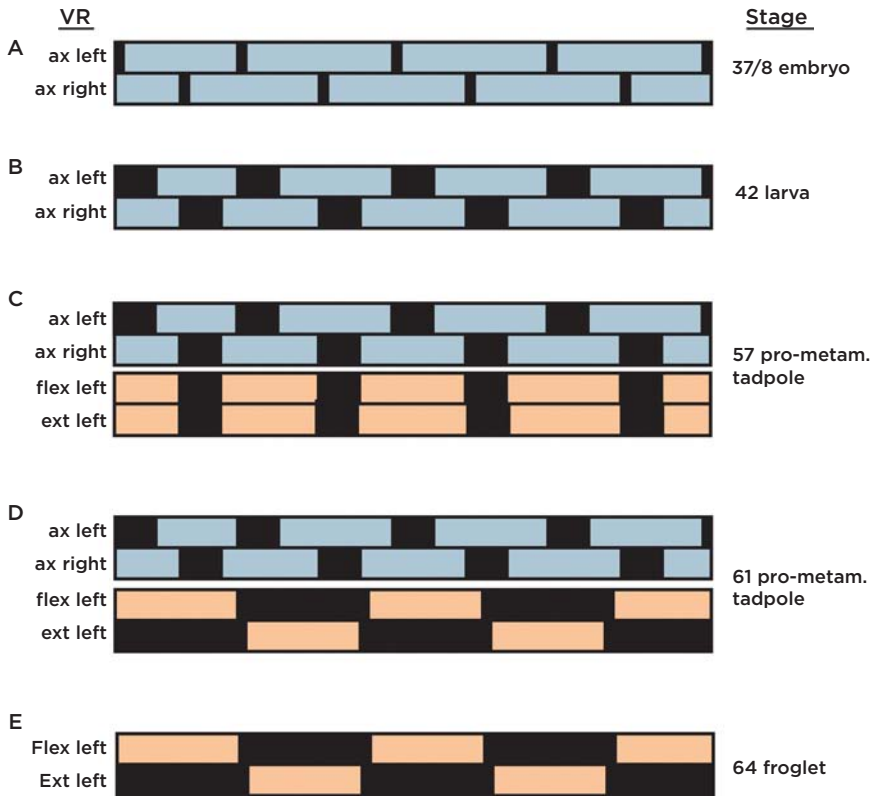 VR Stage
A
ax left
ax right
37/8 embryo
B
ax left
ax right
42 larva
C
ax left
ax right
flex left
ext left
57 pro-metam.
tadpole
D
ax left
ax right
flex left
ext left
61 pro-metam.
tadpole
E
Flex left
Ext left
64 froglet